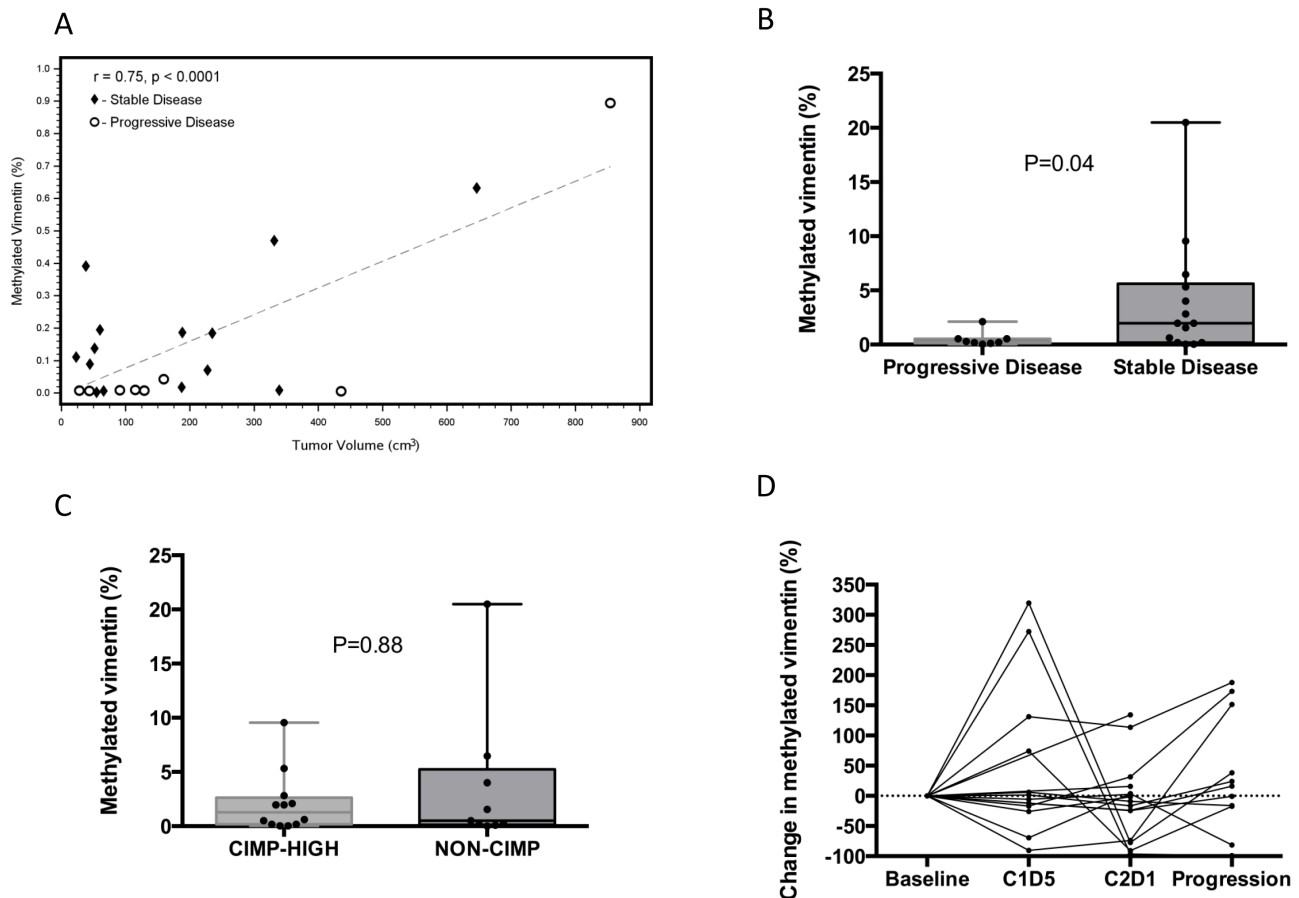 A
r = 0.75, p < 0.0001
♦ - Stable Disease
O - Progressive Disease
Methylated Vimentin (%)
1.0
0.9
0.8
0.7
0.6
0.5
0.4
0.3
0.2
0.1
0.0
0 100 200 300 400 500 600 700 800 900
Tumor Volume (cm³)
B
Methylated vimentin (%)
25
20
15
10
5
0
P=0.04
Progressive Disease Stable Disease
C
Methylated vimentin (%)
25
20
15
10
5
0
P=0.88
CIMP-HIGH NON-CIMP
D
Change in methylated vimentin (%)
350
300
250
200
150
100
50
0
-50
-100
Baseline C1D5 C2D1 Progression